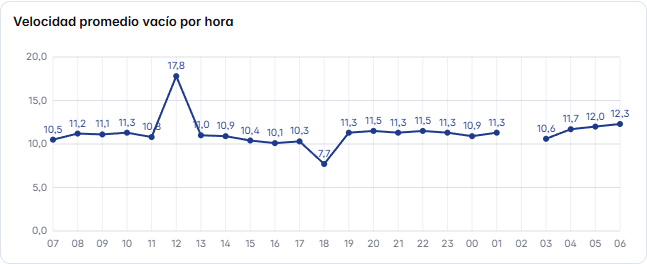 Velocidad promedio vacío por hora
20,0
15,0
10,0
5,0
0,0
10,5 11,2 11,1 11,3 10,8 17,8 11,0 10,9 10,4 10,1 10,3 7,7 11,3 11,5 11,3 11,5 11,3 10,9 11,3 10,6 11,7 12,0 12,3
07 08 09 10 11 12 13 14 15 16 17 18 19 20 21 22 23 00 01 02 03 04 05 06